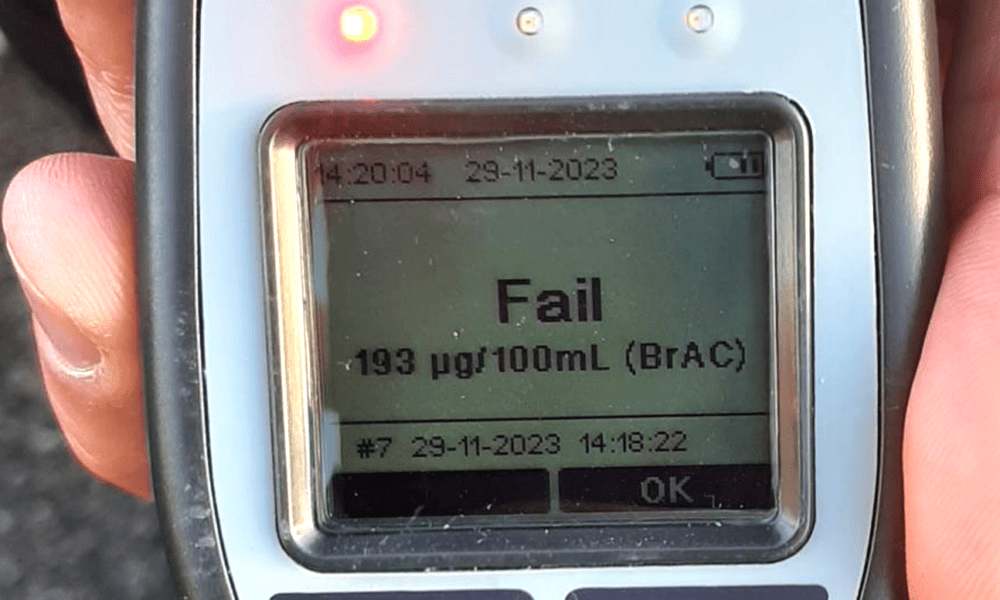 14:20:04 29-11-2023
Fail
193 µg/100mL (BrAC)
#7 29-11-2023 14:18:22
OK